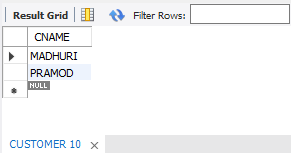 Result Grid Filter Rows:
CNAME
MADHURI
PRAMOD
NULL
CUSTOMER 10